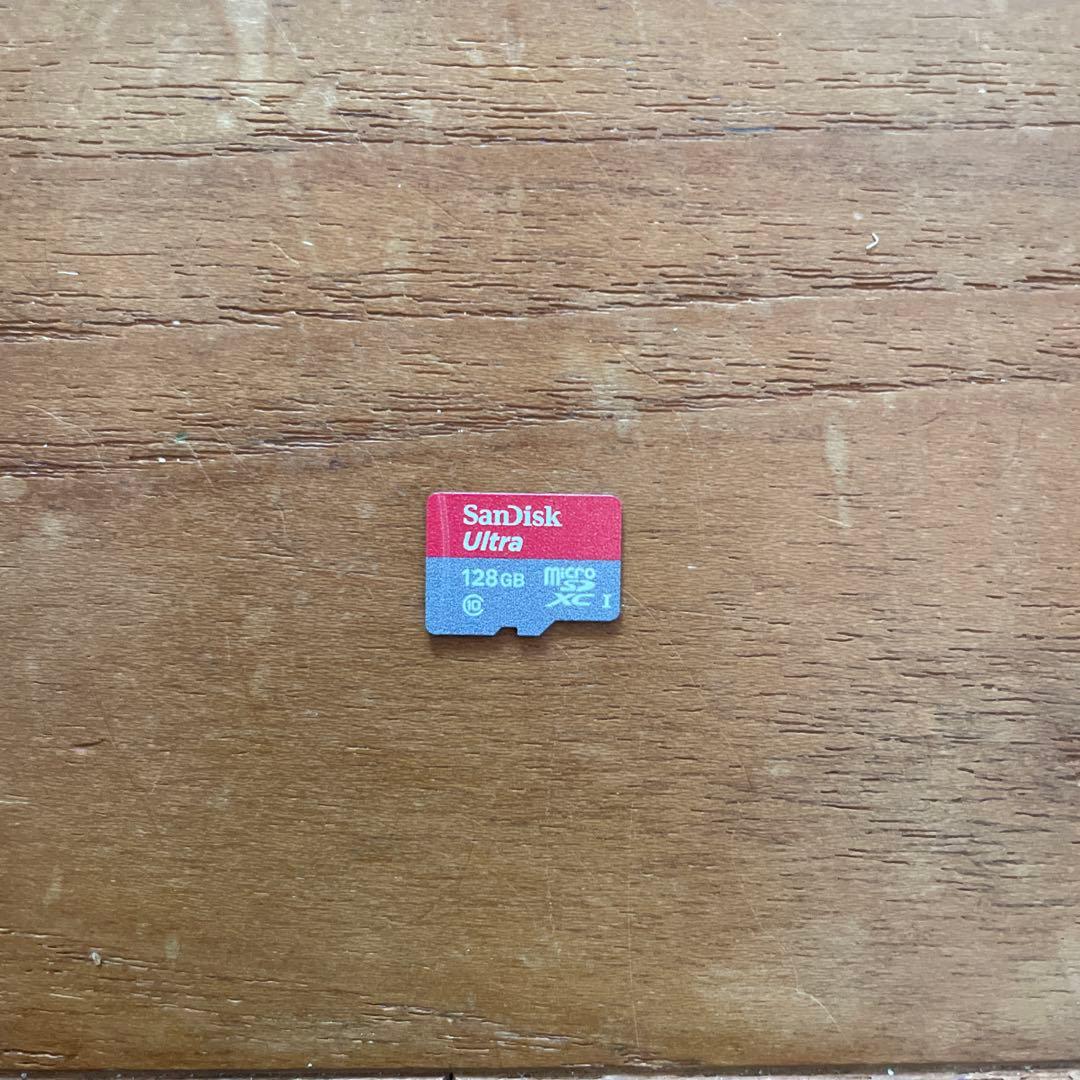 SanDisk
Ultra
128GB
micro
SD
XC I
10